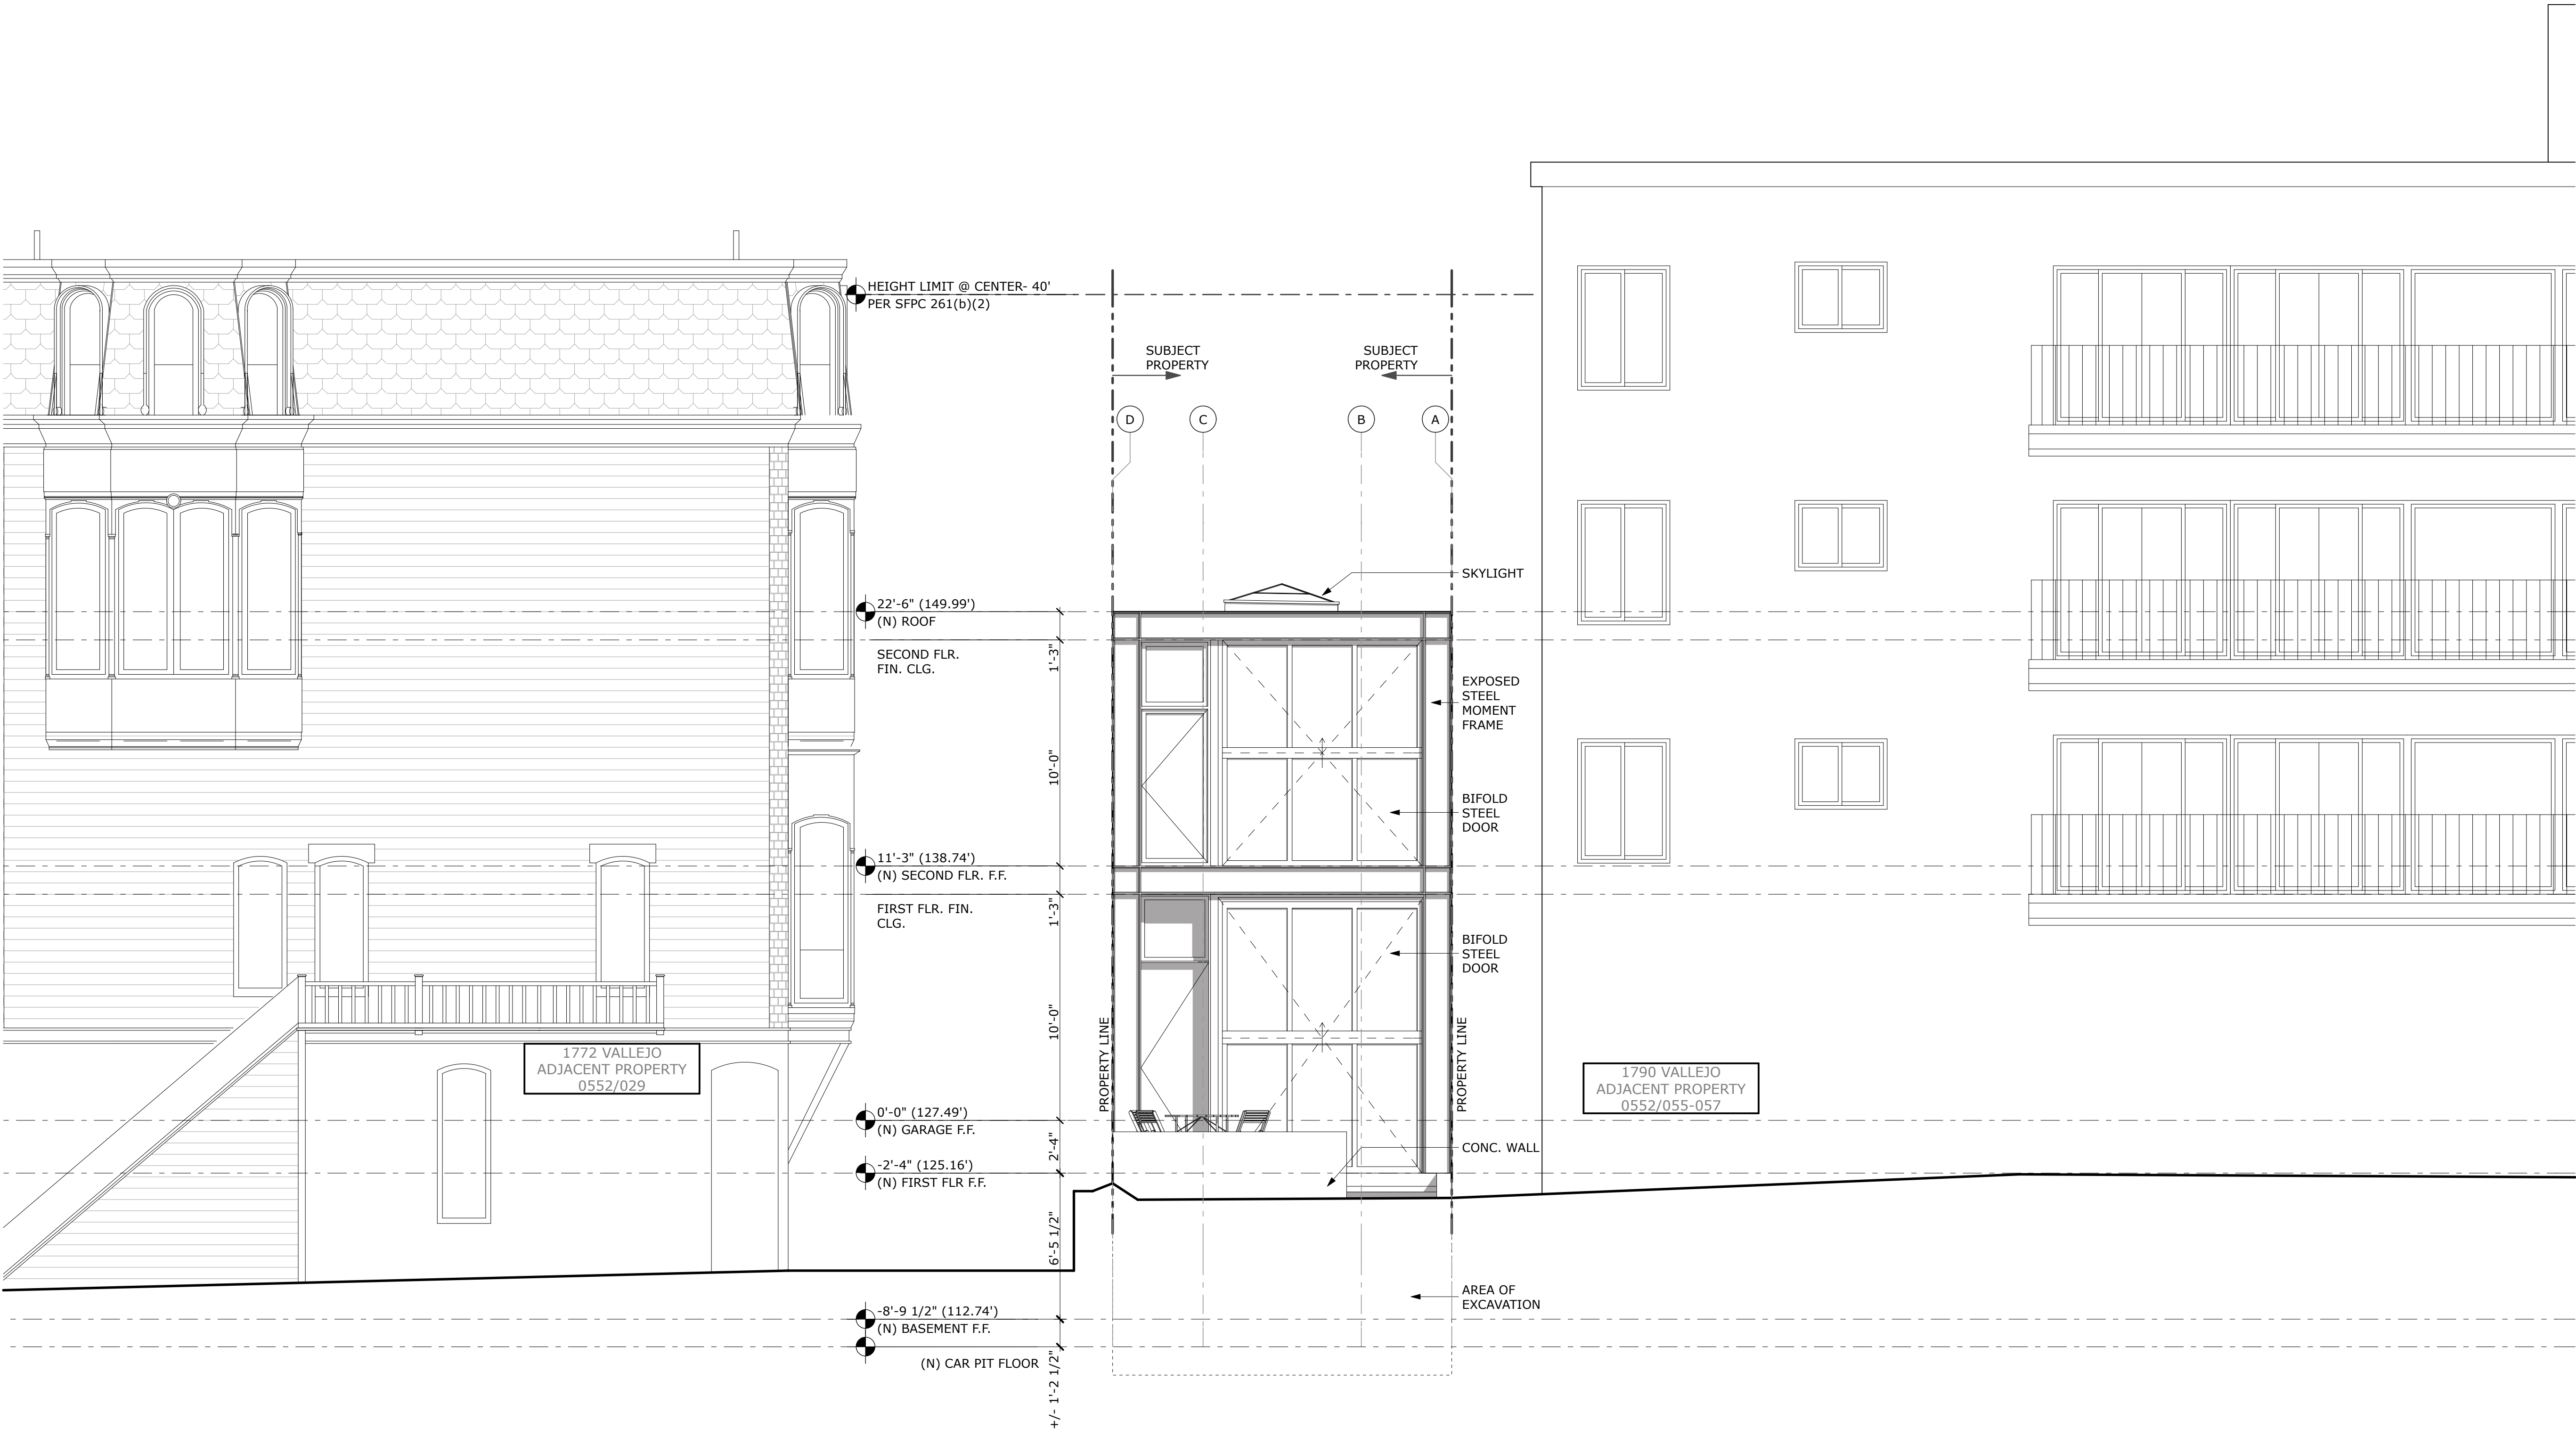 HEIGHT LIMIT @ CENTER- 40'
PER SFPC 261(b)(2)
SUBJECT
PROPERTY
SUBJECT
PROPERTY
D
C
B
A
SKYLIGHT
22'-6" (149.99')
(N) ROOF
SECOND FLR.
FIN. CLG.
1'-3"
EXPOSED
STEEL
MOMENT
FRAME
10'-0"
BIFOLD
STEEL
DOOR
11'-3" (138.74')
(N) SECOND FLR. F.F.
FIRST FLR. FIN.
CLG.
1'-3"
BIFOLD
STEEL
DOOR
10'-0"
PROPERTY LINE
PROPERTY LINE
1772 VALLEJO
ADJACENT PROPERTY
0552/029
1790 VALLEJO
ADJACENT PROPERTY
0552/055-057
0'-0" (127.49')
(N) GARAGE F.F.
2'-4"
CONC. WALL
-2'-4" (125.16')
(N) FIRST FLR F.F.
6'-5 1/2"
AREA OF
EXCAVATION
-8'-9 1/2" (112.74')
(N) BASEMENT F.F.
(N) CAR PIT FLOOR
+/- 1'-2 1/2"